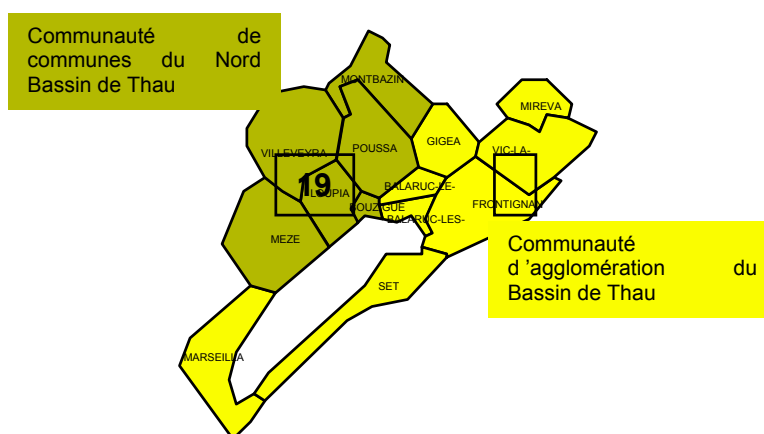 Communauté de
communes du Nord
Bassin de Thau
MONTBAZIN
MIREVA
GIGEA
POUSSA
VIC-LA-
VILLEVEYRA
19
LOUPIA
BALARUC-LE-
BOUZIGUE
FRONTIGNAN
BALARUC-LES-
MEZE
Communauté
d ’agglomération du
Bassin de Thau
SET
MARSEILLA